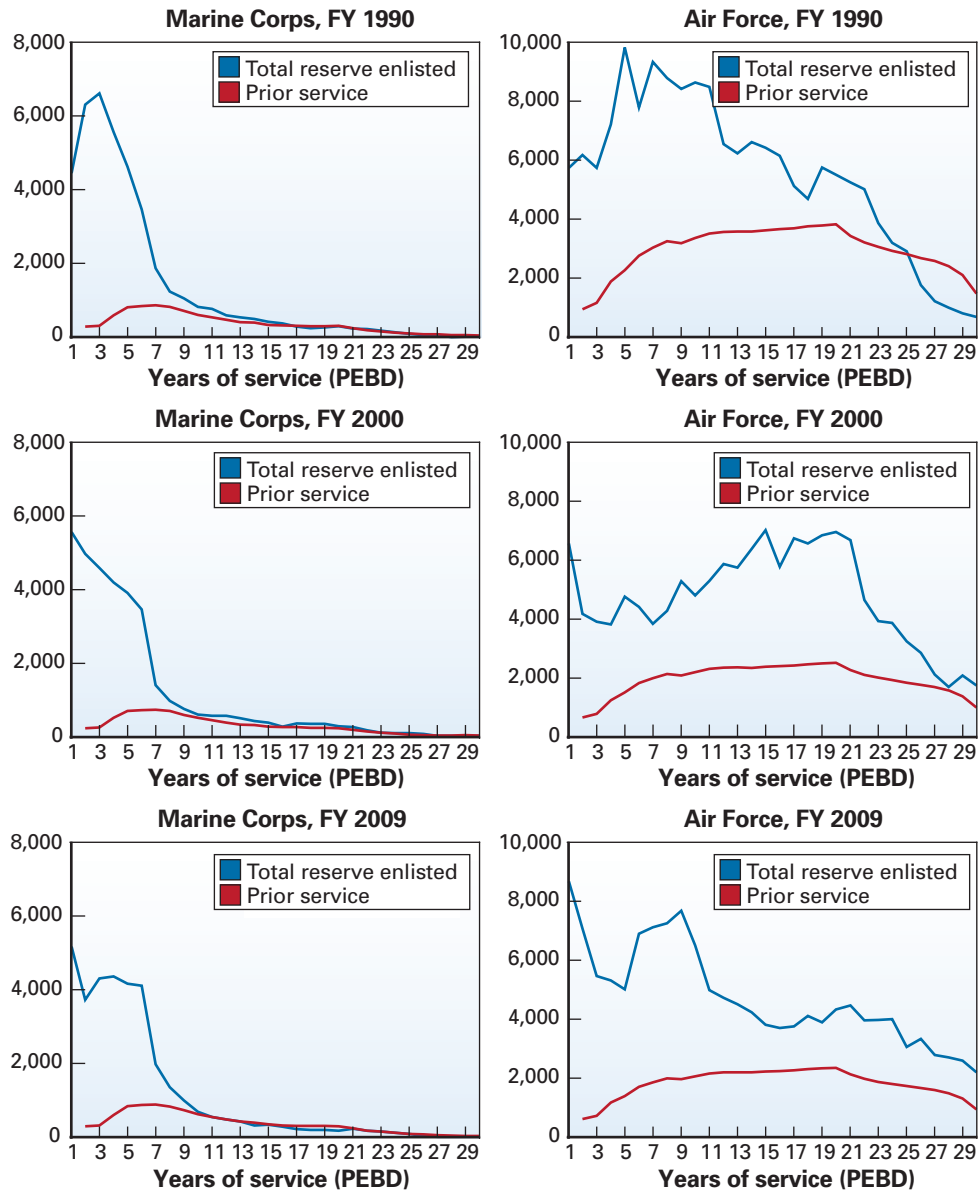 Marine Corps, FY 1990
8,000
6,000
4,000
2,000
0
Total reserve enlisted
Prior service
1 3 5 7 9 11 13 15 17 19 21 23 25 27 29
Years of service (PEBD)
Air Force, FY 1990
10,000
8,000
6,000
4,000
2,000
0
Total reserve enlisted
Prior service
1 3 5 7 9 11 13 15 17 19 21 23 25 27 29
Years of service (PEBD)
Marine Corps, FY 2000
8,000
6,000
4,000
2,000
0
Total reserve enlisted
Prior service
1 3 5 7 9 11 13 15 17 19 21 23 25 27 29
Years of service (PEBD)
Air Force, FY 2000
10,000
8,000
6,000
4,000
2,000
0
Total reserve enlisted
Prior service
1 3 5 7 9 11 13 15 17 19 21 23 25 27 29
Years of service (PEBD)
Marine Corps, FY 2009
8,000
6,000
4,000
2,000
0
Total reserve enlisted
Prior service
1 3 5 7 9 11 13 15 17 19 21 23 25 27 29
Years of service (PEBD)
Air Force, FY 2009
10,000
8,000
6,000
4,000
2,000
0
Total reserve enlisted
Prior service
1 3 5 7 9 11 13 15 17 19 21 23 25 27 29
Years of service (PEBD)